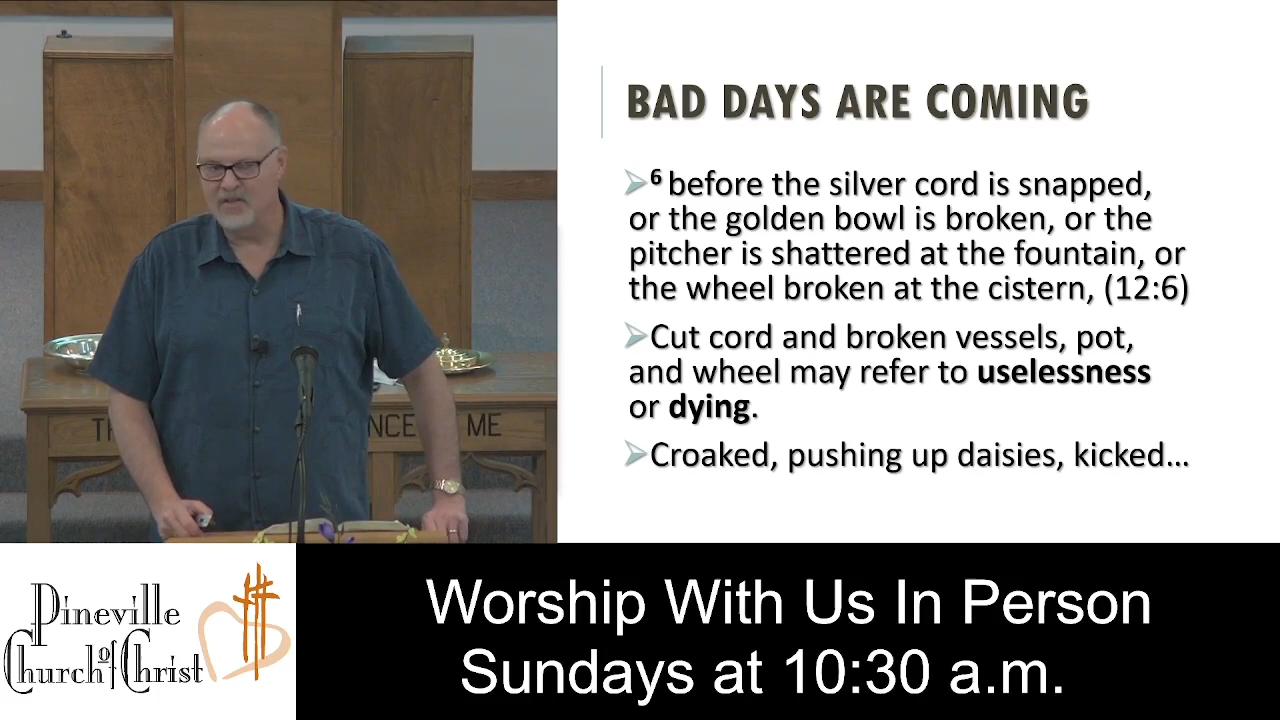 BAD DAYS ARE COMING
⁶ before the silver cord is snapped,
or the golden bowl is broken, or the
pitcher is shattered at the fountain, or
the wheel broken at the cistern, (12:6)
Cut cord and broken vessels, pot,
and wheel may refer to uselessness
or dying.
Croaked, pushing up daisies, kicked…
ME
Pineville
Church of Christ
Worship With Us In Person
Sundays at 10:30 a.m.